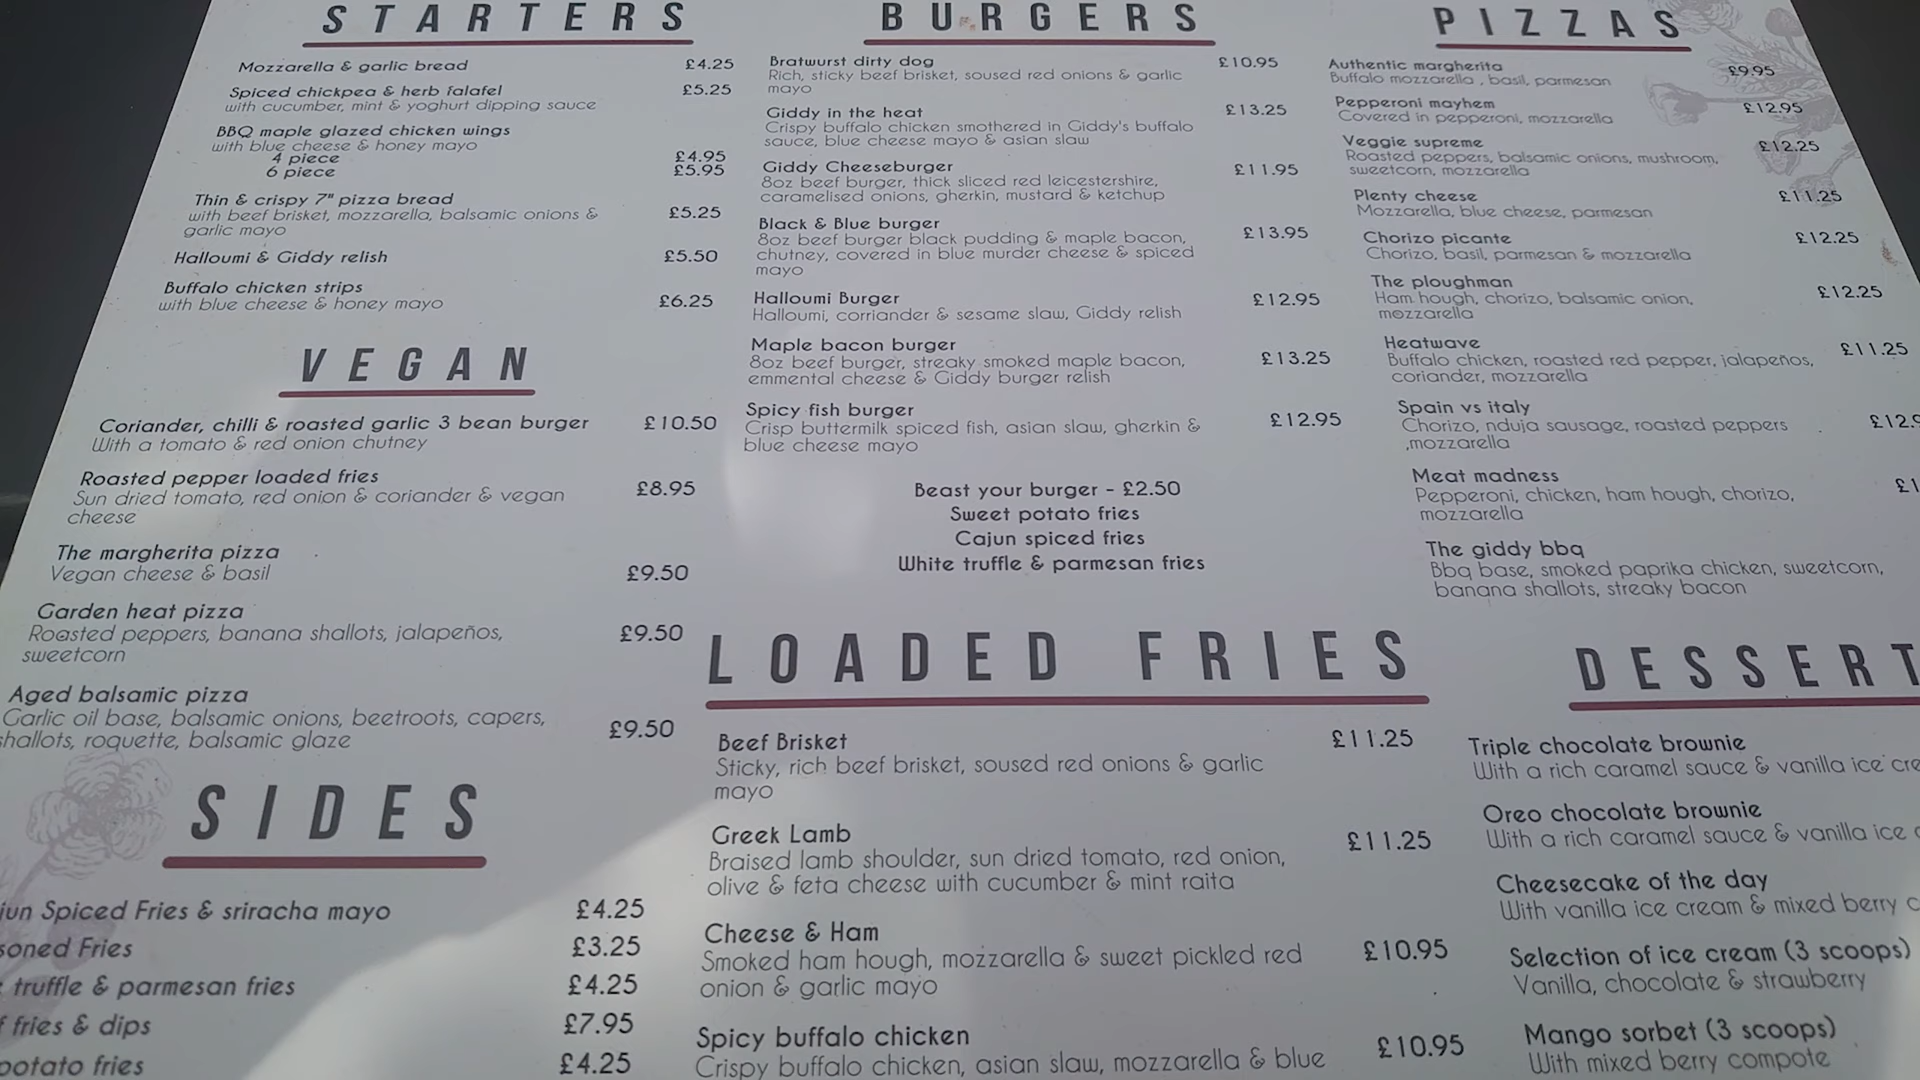 STARTERS
Mozzarella & garlic bread £4.25
Spiced chickpea & herb falafel £5.25
with cucumber, mint & yoghurt dipping sauce
BBQ maple glazed chicken wings
with blue cheese & honey mayo
4 piece £4.95
6 piece £5.95
Thin & crispy 7" pizza bread
with beef brisket, mozzarella, balsamic onions & £5.25
garlic mayo
Halloumi & Giddy relish £5.50
Buffalo chicken strips
with blue cheese & honey mayo £6.25
VEGAN
Coriander, chilli & roasted garlic 3 bean burger £10.50
With a tomato & red onion chutney
Roasted pepper loaded fries £8.95
Sun dried tomato, red onion & coriander & vegan
cheese
The margherita pizza
Vegan cheese & basil £9.50
Garden heat pizza
Roasted peppers, banana shallots, jalapeños, £9.50
sweetcorn
Aged balsamic pizza
Garlic oil base, balsamic onions, beetroots, capers, £9.50
shallots, roquette, balsamic glaze
SIDES
Spiced Fries & sriracha mayo £4.25
Fries £3.25
truffle & parmesan fries £4.25
fries & dips £7.95
potato fries £4.25
BURGERS
Bratwurst dirty dog £10.95
Rich, sticky beef brisket, soused red onions & garlic
mayo
Giddy in the heat £13.25
Crispy buffalo chicken smothered in Giddy's buffalo
sauce, blue cheese mayo & asian slaw
Giddy Cheeseburger £11.95
8oz beef burger, thick sliced red leicestershire,
caramelised onions, gherkin, mustard & ketchup
Black & Blue burger £13.95
8oz beef burger black pudding & maple bacon,
chutney, covered in blue murder cheese & spiced
mayo
Halloumi Burger £12.95
Halloumi, corriander & sesame slaw, Giddy relish
Maple bacon burger £13.25
8oz beef burger, streaky smoked maple bacon,
emmental cheese & Giddy burger relish
Spicy fish burger £12.95
Crisp buttermilk spiced fish, asian slaw, gherkin &
blue cheese mayo
Beast your burger - £2.50
Sweet potato fries
Cajun spiced fries
White truffle & parmesan fries
LOADED FRIES
Beef Brisket £11.25
Sticky, rich beef brisket, soused red onions & garlic
mayo
Greek Lamb £11.25
Braised lamb shoulder, sun dried tomato, red onion,
olive & feta cheese with cucumber & mint raita
Cheese & Ham £10.95
Smoked ham hough, mozzarella & sweet pickled red
onion & garlic mayo
Spicy buffalo chicken £10.95
Crispy buffalo chicken, asian slaw, mozzarella & blue
PIZZAS
Authentic margherita £9.95
Buffalo mozzarella , basil, parmesan
Pepperoni mayhem £12.95
Covered in pepperoni, mozzarella
Veggie supreme £12.25
Roasted peppers, balsamic onions, mushroom,
sweetcorn, mozzarella
Plenty cheese £11.25
Mozzarella, blue cheese, parmesan
Chorizo picante £12.25
Chorizo, basil, parmesan & mozzarella
The ploughman £12.25
Ham hough, chorizo, balsamic onion,
mozzarella
Heatwave £11.25
Buffalo chicken, roasted red pepper, jalapeños,
coriander, mozzarella
Spain vs italy
Chorizo, nduja sausage, roasted peppers
,mozzarella
Meat madness
Pepperoni, chicken, ham hough, chorizo,
mozzarella
The giddy bbq
Bbq base, smoked paprika chicken, sweetcorn,
banana shallots, streaky bacon
DESSERT
Triple chocolate brownie
With a rich caramel sauce & vanilla ice cre
Oreo chocolate brownie
With a rich caramel sauce & vanilla ice
Cheesecake of the day
With vanilla ice cream & mixed berry
Selection of ice cream (3 scoops)
Vanilla, chocolate & strawberry
Mango sorbet (3 scoops)
With mixed berry compote